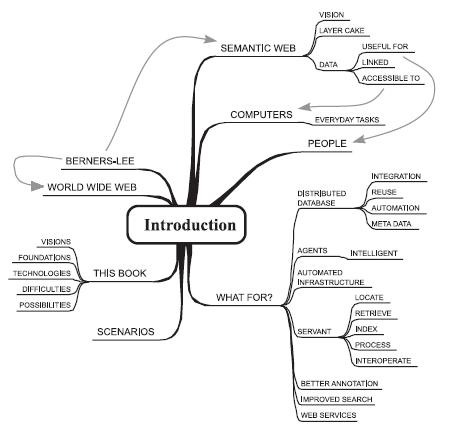 VISION
LAYER CAKE
SEMANTIC WEB
USEFUL FOR
LINKED
DATA
ACCESSIBLE TO
COMPUTERS
EVERYDAY TASKS
PEOPLE
BERNERS-LEE
WORLD WIDE WEB
Introduction
VISIONS
FOUNDATIONS
THIS BOOK
TECHNOLOGIES
DIFFICULTIES
POSSIBILITIES
SCENARIOS
WHAT FOR?
DISTRIBUTED
DATABASE
INTEGRATION
REUSE
AUTOMATION
META DATA
AGENTS
INTELLIGENT
AUTOMATED
INFRASTRUCTURE
SERVANT
LOCATE
RETRIEVE
INDEX
PROCESS
INTEROPERATE
BETTER ANNOTATION
IMPROVED SEARCH
WEB SERVICES